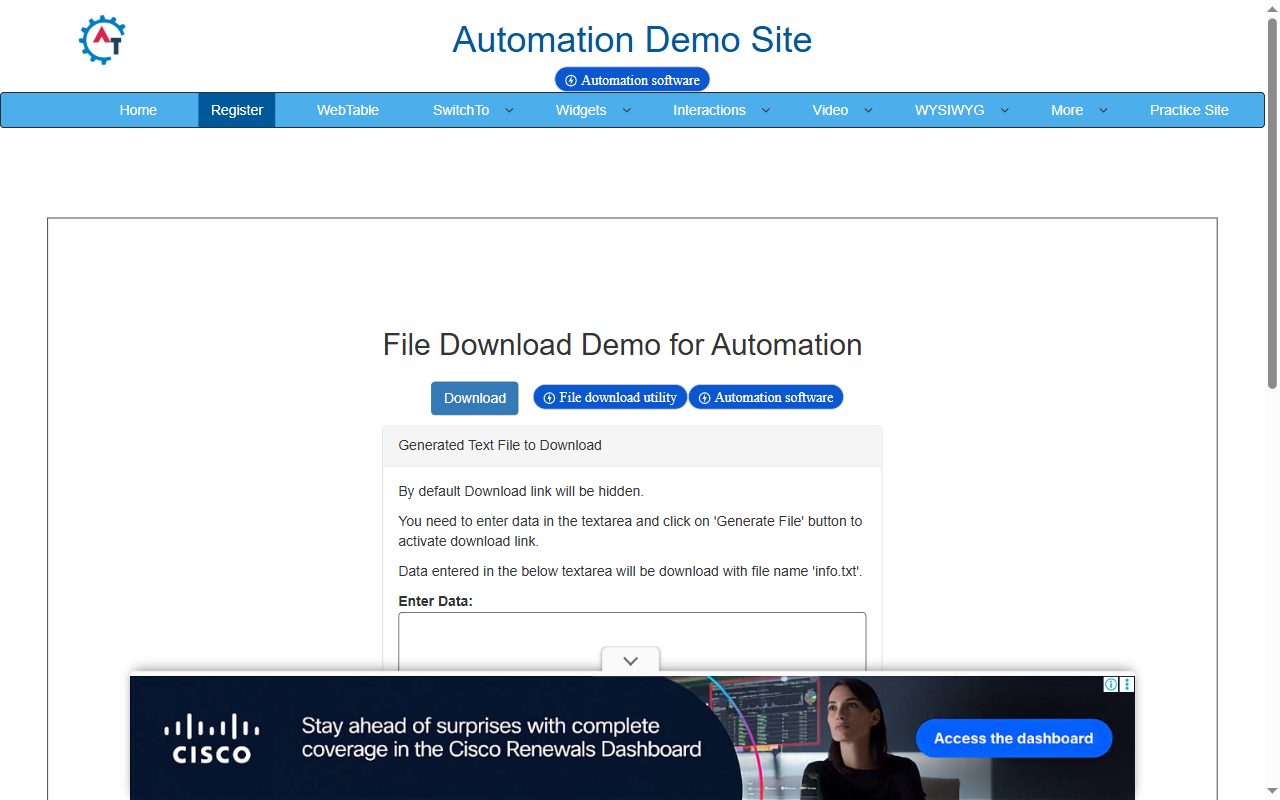 AT
Automation Demo Site
Automation software
Home Register WebTable SwitchTo Widgets Interactions Video WYSIWYG More Practice Site
File Download Demo for Automation
Download File download utility Automation software
Generated Text File to Download
By default Download link will be hidden.
You need to enter data in the textarea and click on 'Generate File' button to
activate download link.
Data entered in the below textarea will be download with file name 'info.txt'.
Enter Data:
CISCO
Stay ahead of surprises with complete
coverage in the Cisco Renewals Dashboard
Access the dashboard